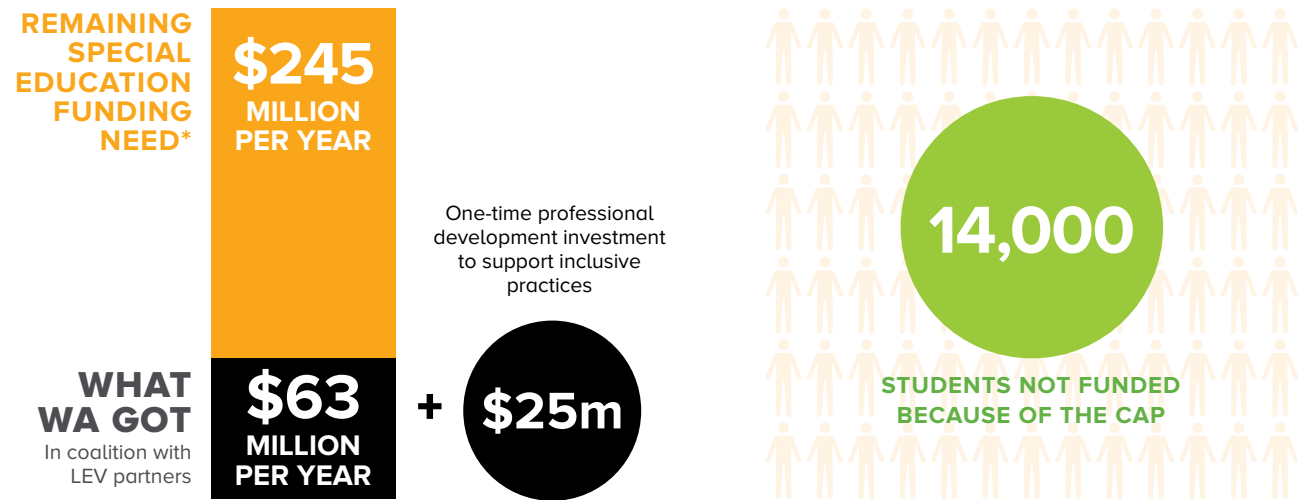 REMAINING
SPECIAL
EDUCATION
FUNDING
NEED*
$245
MILLION
PER YEAR
One-time professional
development investment
to support inclusive
practices
WHAT
WA GOT
In coalition with
LEV partners
$63
MILLION
PER YEAR
+
$25m
14,000
STUDENTS NOT FUNDED
BECAUSE OF THE CAP